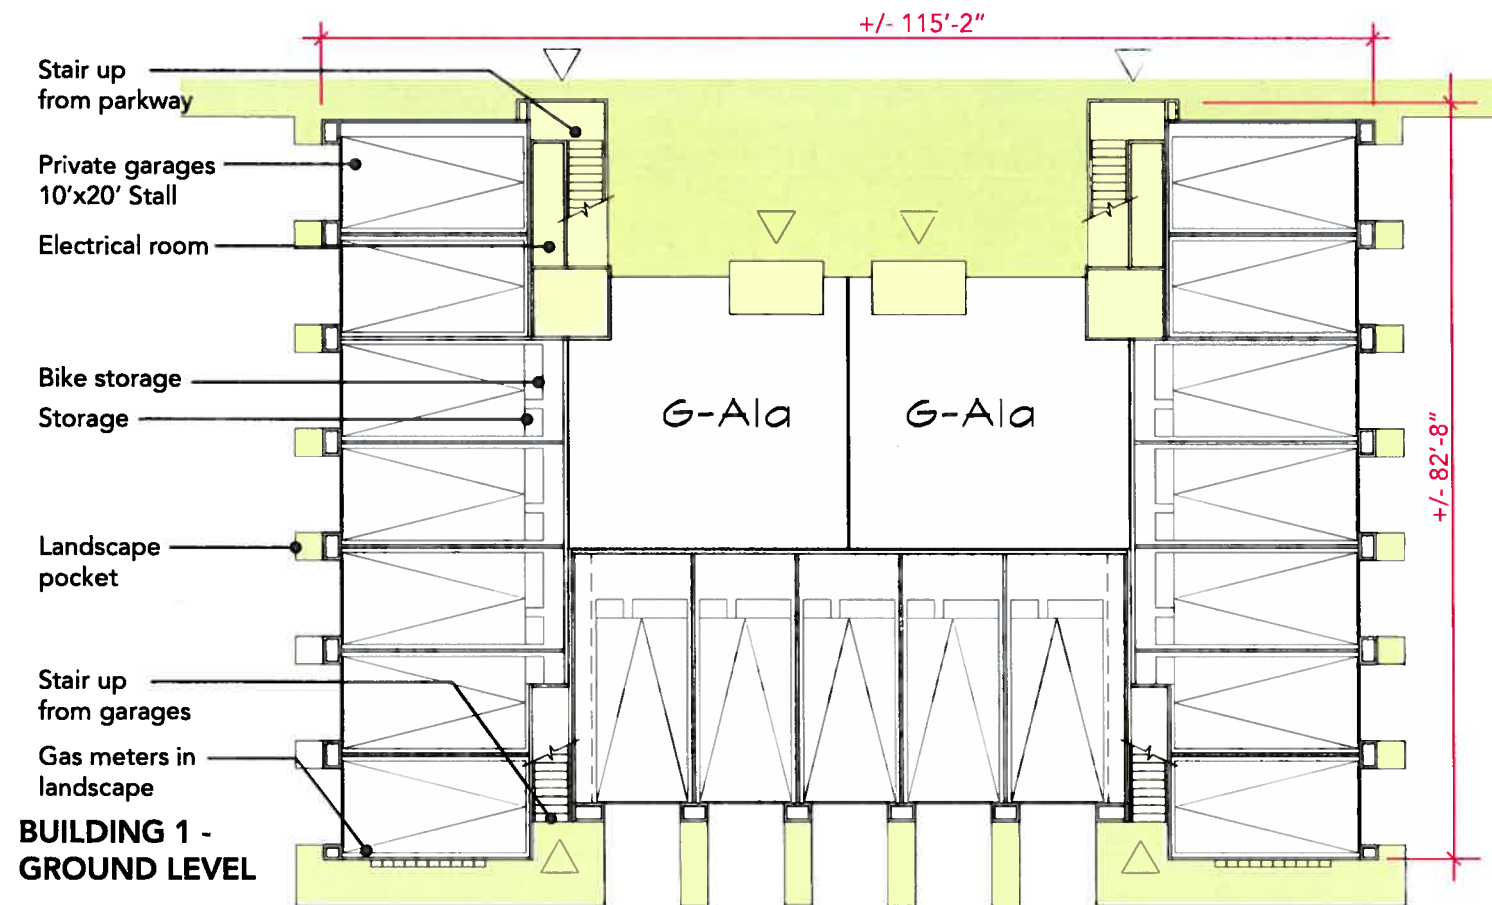 +/- 115'-2"
Stair up
from parkway
Private garages
10'x20' Stall
Electrical room
Bike storage
Storage
G-A1a
G-A1a
+/- 82'-8"
Landscape
pocket
Stair up
from garages
Gas meters in
landscape
BUILDING 1 -
GROUND LEVEL